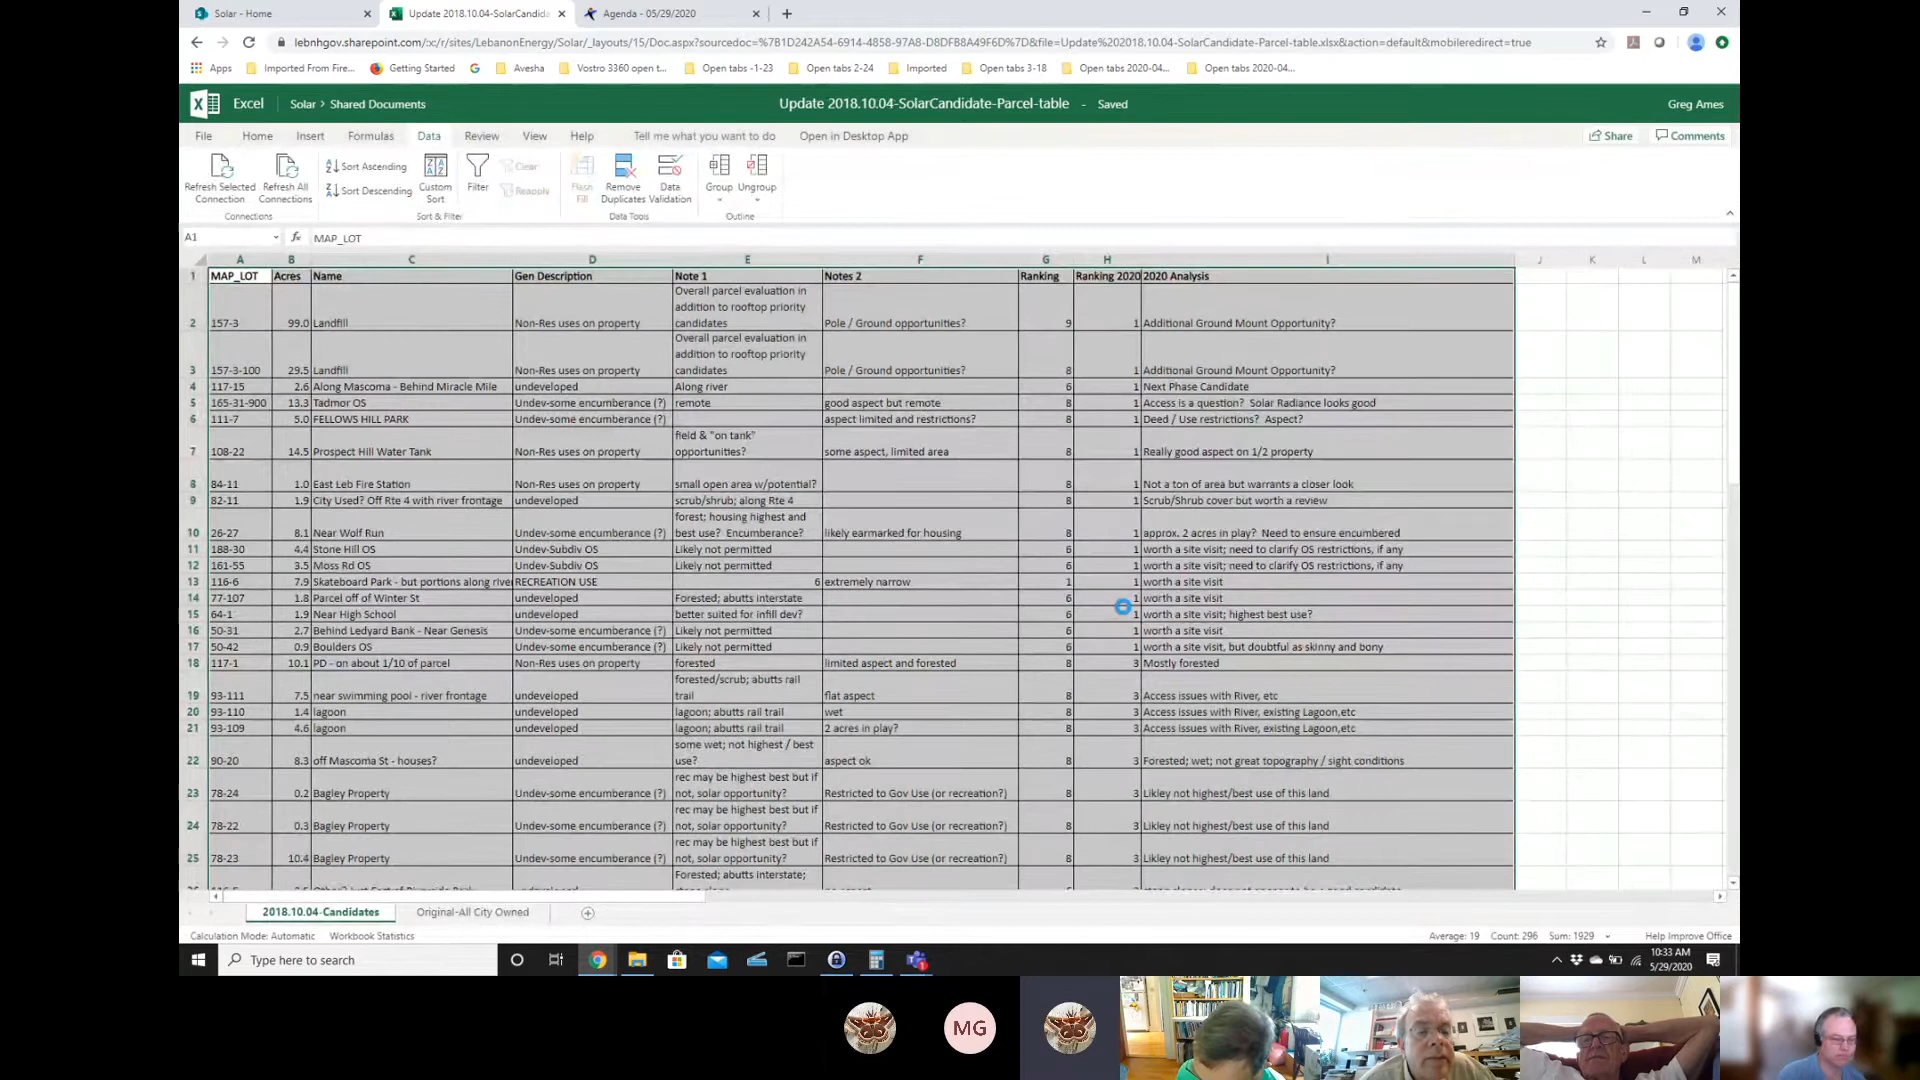 Solar - Home
Update 2018.10.04-SolarCandida
Agenda - 05/29/2020
lebnhgov.sharepoint.com/:x:/r/sites/LebanonEnergy/Solar/_layouts/15/Doc.aspx?sourcedoc=%7B1D242A54-6914-4858-97A8-D8DFB8A49F6D%7D&file=Update%202018.10.04-SolarCandidate-Parcel-table.xlsx&action=default&mobileredirect=true
Apps Imported From Fire... Getting Started Avesha Vostro 3360 open t... Open tabs -1-23 Open tabs 2-24 Imported Open tabs 3-18 Open tabs 2020-04... Open tabs 2020-04...
Excel Solar > Shared Documents Update 2018.10.04-SolarCandidate-Parcel-table - Saved Greg Ames
File Home Insert Formulas Data Review View Help Tell me what you want to do Open in Desktop App Share Comments
Refresh Selected Connection Refresh All Connections Sort Ascending Sort Descending Custom Sort Filter Clear Reapply Flash Fill Remove Duplicates Data Validation Group Ungroup
Connections Sort & Filter Data Tools Outline
A1 fx MAP_LOT
A B C D E F G H I J K L M
1 MAP_LOT Acres Name Gen Description Note 1 Notes 2 Ranking Ranking 2020 2020 Analysis
2 157-3 99.0 Landfill Non-Res uses on property Overall parcel evaluation in addition to rooftop priority candidates Pole / Ground opportunities? 9 1 Additional Ground Mount Opportunity?
3 157-3-100 29.5 Landfill Non-Res uses on property Overall parcel evaluation in addition to rooftop priority candidates Pole / Ground opportunities? 8 1 Additional Ground Mount Opportunity?
4 117-15 2.6 Along Mascoma - Behind Miracle Mile undeveloped Along river 6 1 Next Phase Candidate
5 165-31-900 13.3 Tadmor OS Undev-some encumberance (?) remote good aspect but remote 8 1 Access is a question? Solar Radiance looks good
6 111-7 5.0 FELLOWS HILL PARK Undev-some encumberance (?) aspect limited and restrictions? 8 1 Deed / Use restrictions? Aspect?
7 108-22 14.5 Prospect Hill Water Tank Non-Res uses on property field & "on tank" opportunities? some aspect, limited area 8 1 Really good aspect on 1/2 property
8 84-11 1.0 East Leb Fire Station Non-Res uses on property small open area w/potential? 8 1 Not a ton of area but warrants a closer look
9 82-11 1.9 City Used? Off Rte 4 with river frontage undeveloped scrub/shrub; along Rte 4 8 1 Scrub/Shrub cover but worth a review
10 26-27 8.1 Near Wolf Run Undev-some encumberance (?) forest; housing highest and best use? Encumberance? likely earmarked for housing 8 1 approx. 2 acres in play? Need to ensure encumbered
11 188-30 4.4 Stone Hill OS Undev-Subdiv OS Likely not permitted 6 1 worth a site visit; need to clarify OS restrictions, if any
12 161-55 3.5 Moss Rd OS Undev-Subdiv OS Likely not permitted 6 1 worth a site visit; need to clarify OS restrictions, if any
13 116-6 7.9 Skateboard Park - but portions along rive RECREATION USE 6 extremely narrow 1 1 worth a site visit
14 77-107 1.8 Parcel off of Winter St undeveloped Forested; abutts interstate 6 1 worth a site visit
15 64-1 1.9 Near High School undeveloped better suited for infill dev? 6 1 worth a site visit; highest best use?
16 50-31 2.7 Behind Ledyard Bank - Near Genesis Undev-some encumberance (?) Likely not permitted 6 1 worth a site visit
17 50-42 0.9 Boulders OS Undev-some encumberance (?) Likely not permitted 6 1 worth a site visit, but doubtful as skinny and bony
18 117-1 10.1 PD - on about 1/10 of parcel Non-Res uses on property forested limited aspect and forested 8 3 Mostly forested
19 93-111 7.5 near swimming pool - river frontage undeveloped forested/scrub; abutts rail trail flat aspect 8 3 Access issues with River, etc
20 93-110 1.4 lagoon undeveloped lagoon; abutts rail trail wet 8 3 Access issues with River, existing Lagoon,etc
21 93-109 4.6 lagoon undeveloped lagoon; abutts rail trail 2 acres in play? 8 3 Access issues with River, existing Lagoon,etc
22 90-20 8.3 off Mascoma St - houses? undeveloped some wet; not highest / best use? aspect ok 8 3 Forested; wet; not great topography / sight conditions
23 78-24 0.2 Bagley Property Undev-some encumberance (?) rec may be highest best but if not, solar opportunity? Restricted to Gov Use (or recreation?) 8 3 Likley not highest/best use of this land
24 78-22 0.3 Bagley Property Undev-some encumberance (?) rec may be highest best but if not, solar opportunity? Restricted to Gov Use (or recreation?) 8 3 Likley not highest/best use of this land
25 78-23 10.4 Bagley Property Undev-some encumberance (?) rec may be highest best but if not, solar opportunity? Restricted to Gov Use (or recreation?) 8 3 Likley not highest/best use of this land
Forested; abutts interstate;
2018.10.04-Candidates Original-All City Owned
Calculation Mode: Automatic Workbook Statistics Average: 19 Count: 296 Sum: 1929 Help Improve Office
Type here to search 10:33 AM
5/29/2020
MG